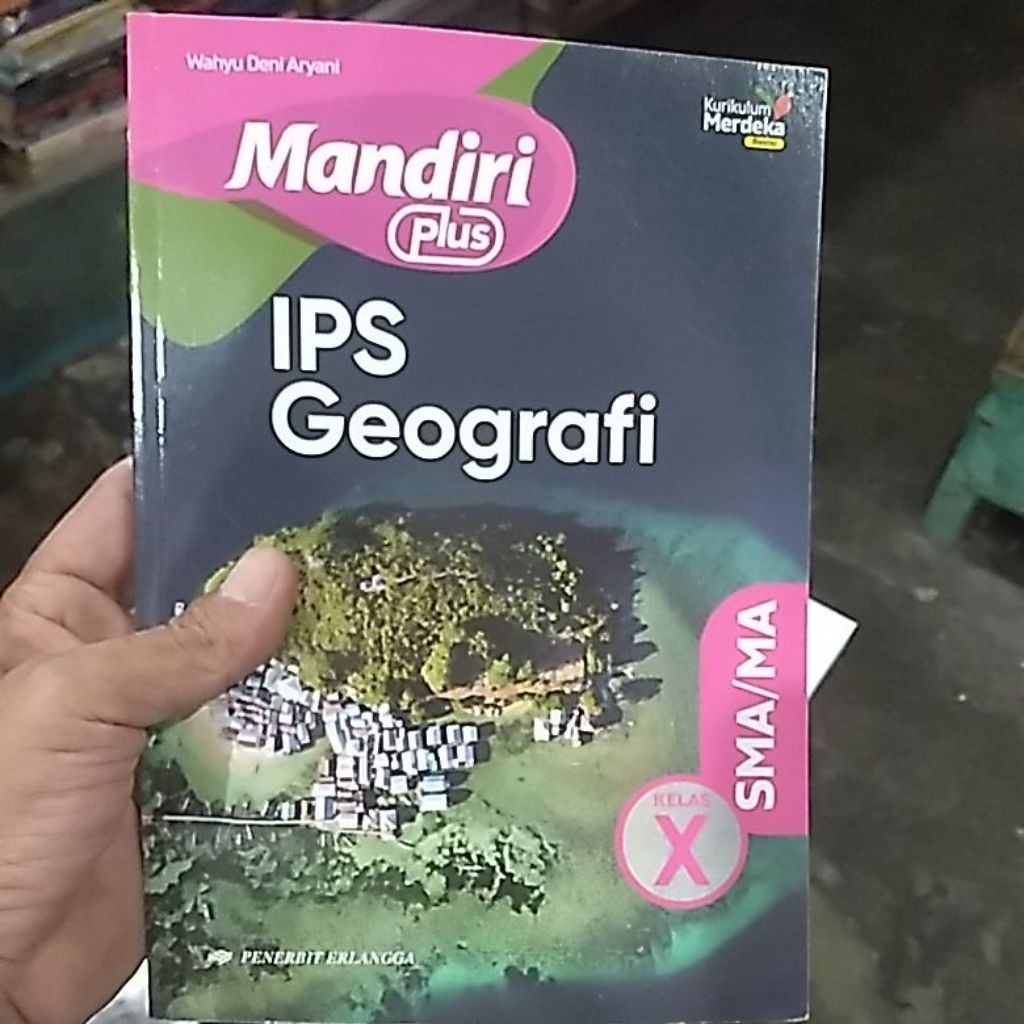 Wahyu Deni Aryani
Kurikulum
Merdeka
Mandiri
Plus
IPS
Geografi
SMA/MA
KELAS
X
PENERBIT ERLANGGA